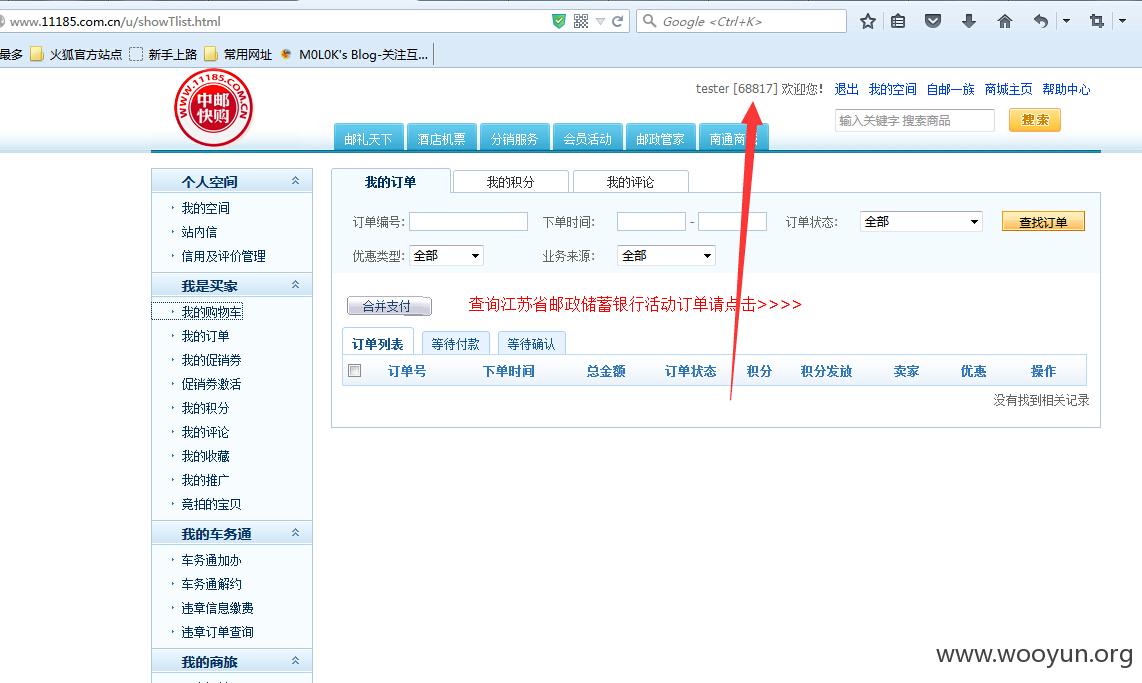 www.11185.com.cn/u/showTlist.html
Google <Ctrl+K>
最多 火狐官方站点 新手上路 常用网址 M0L0K's Blog-关注互...
WWW.11185.COM.CN
中邮
快购
tester [68817] 欢迎您! 退出 我的空间 自邮一族 商城主页 帮助中心
输入关键字 搜索商品 搜索
邮礼天下 酒店机票 分销服务 会员活动 邮政管家 南通商
个人空间
我的空间
站内信
信用及评价管理
我是买家
我的购物车
我的订单
我的促销券
促销券激活
我的积分
我的评论
我的收藏
我的推广
竞拍的宝贝
我的车务通
车务通加办
车务通解约
违章信息缴费
违章订单查询
我的商旅
我的订单 我的积分 我的评论
订单编号: 下单时间: - 订单状态: 全部 查找订单
优惠类型: 全部 业务来源: 全部
合并支付 查询江苏省邮政储蓄银行活动订单请点击>>>>
订单列表 等待付款 等待确认
订单号 下单时间 总金额 订单状态 积分 积分发放 卖家 优惠 操作
没有找到相关记录
www.wooyun.org